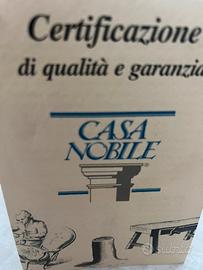 Certificazione
di qualità e garanzia
CASA
NOBILE